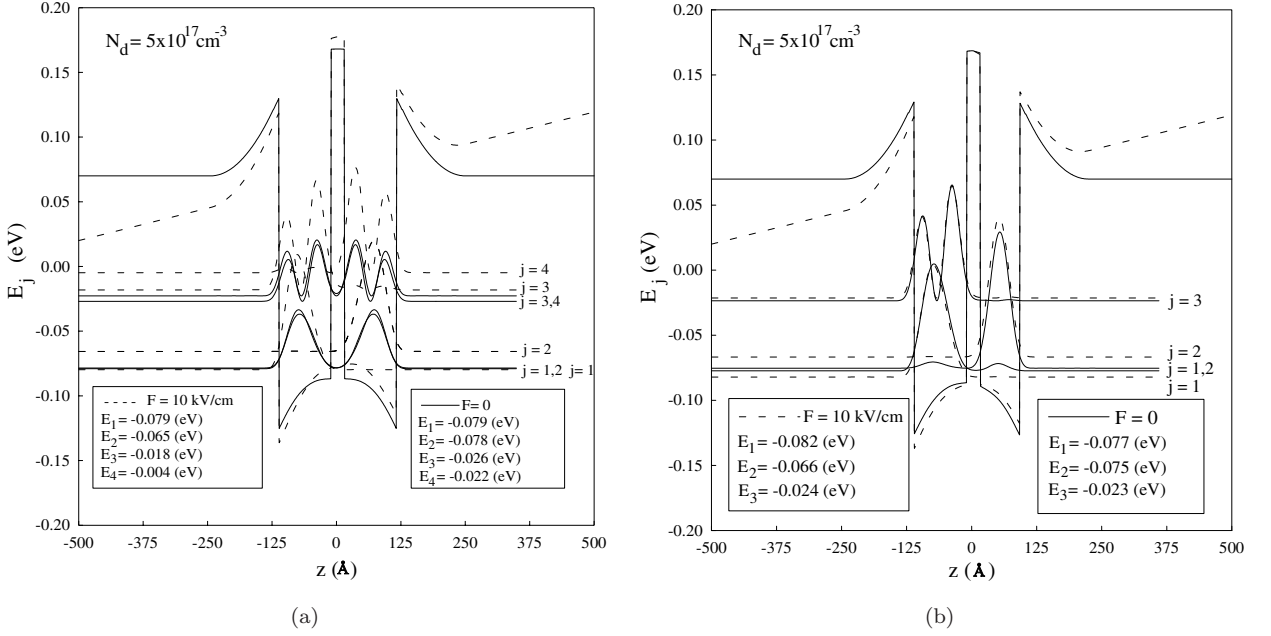 0.20
0.15
0.10
0.05
0.00
-0.05
-0.10
-0.15
-0.20
E_j (eV)
N_d = 5x10^17 cm^-3
j = 4
j = 3
j = 3,4
j = 2
j = 1,2 j= 1
F = 10 kV/cm
E_1 = -0.079 (eV)
E_2 = -0.065 (eV)
E_3 = -0.018 (eV)
E_4 = -0.004 (eV)
F= 0
E_1 = -0.079 (eV)
E_2 = -0.078 (eV)
E_3 = -0.026 (eV)
E_4 = -0.022 (eV)
-500 -375 -250 -125 0 125 250 375 500
z (Å)
(a)
0.20
0.15
0.10
0.05
0.00
-0.05
-0.10
-0.15
-0.20
E_j (eV)
N_d = 5x10^17 cm^-3
j = 3
j = 2
j = 1,2
j = 1
F = 10 kV/cm
E_1 = -0.082 (eV)
E_2 = -0.066 (eV)
E_3 = -0.024 (eV)
F = 0
E_1 = -0.077 (eV)
E_2 = -0.075 (eV)
E_3 = -0.023 (eV)
-500 -375 -250 -125 0 125 250 375 500
z (Å)
(b)